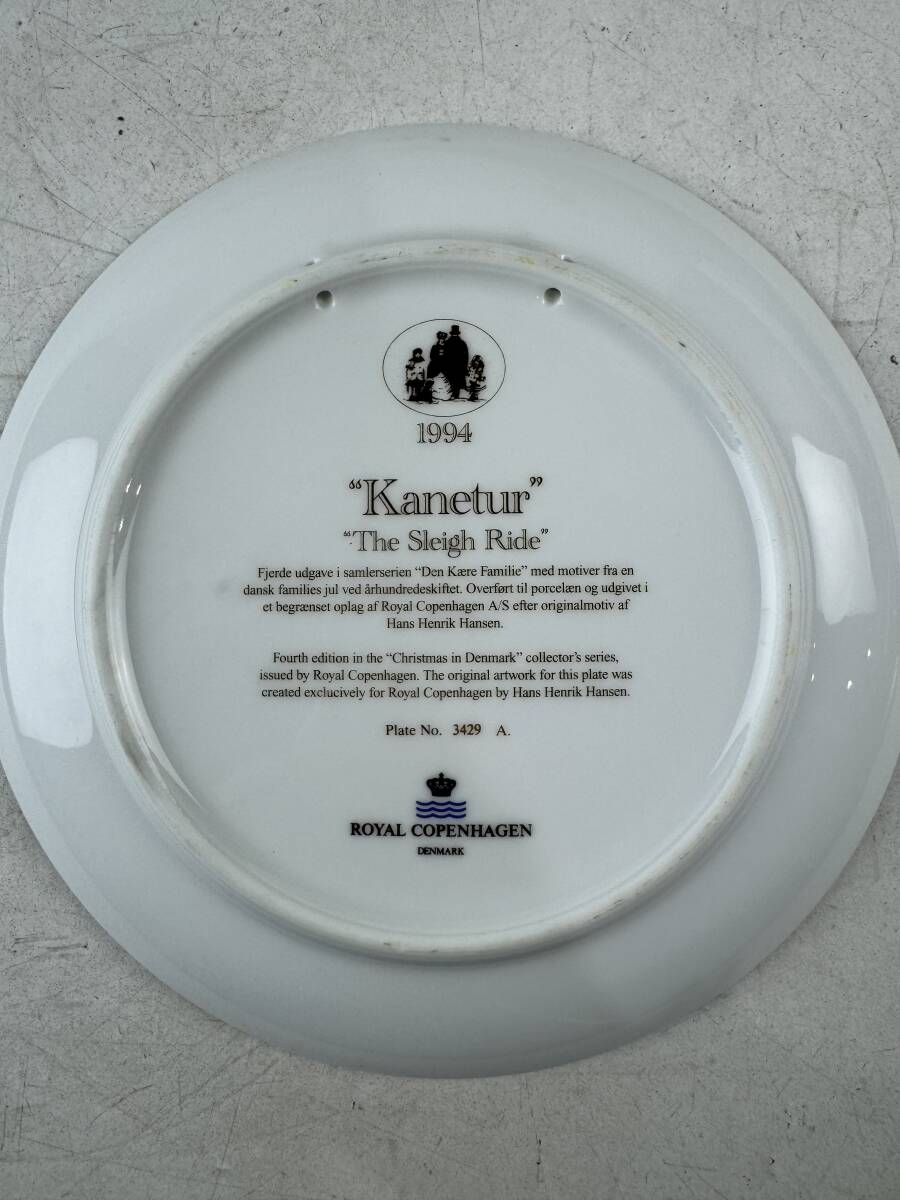 1994
“Kanetur”
“The Sleigh Ride”
Fjerde udgave i samlerserien “Den Kære Familie” med motiver fra en
dansk families jul ved århundredeskiftet. Overført til porcelæn og udgivet i
et begrænset oplag af Royal Copenhagen A/S efter originalmotiv af
Hans Henrik Hansen.
Fourth edition in the “Christmas in Denmark” collector’s series,
issued by Royal Copenhagen. The original artwork for this plate was
created exclucively for Royal Copenhagen by Hans Henrik Hansen.
Plate No. 3429 A.
ROYAL COPENHAGEN
DENMARK